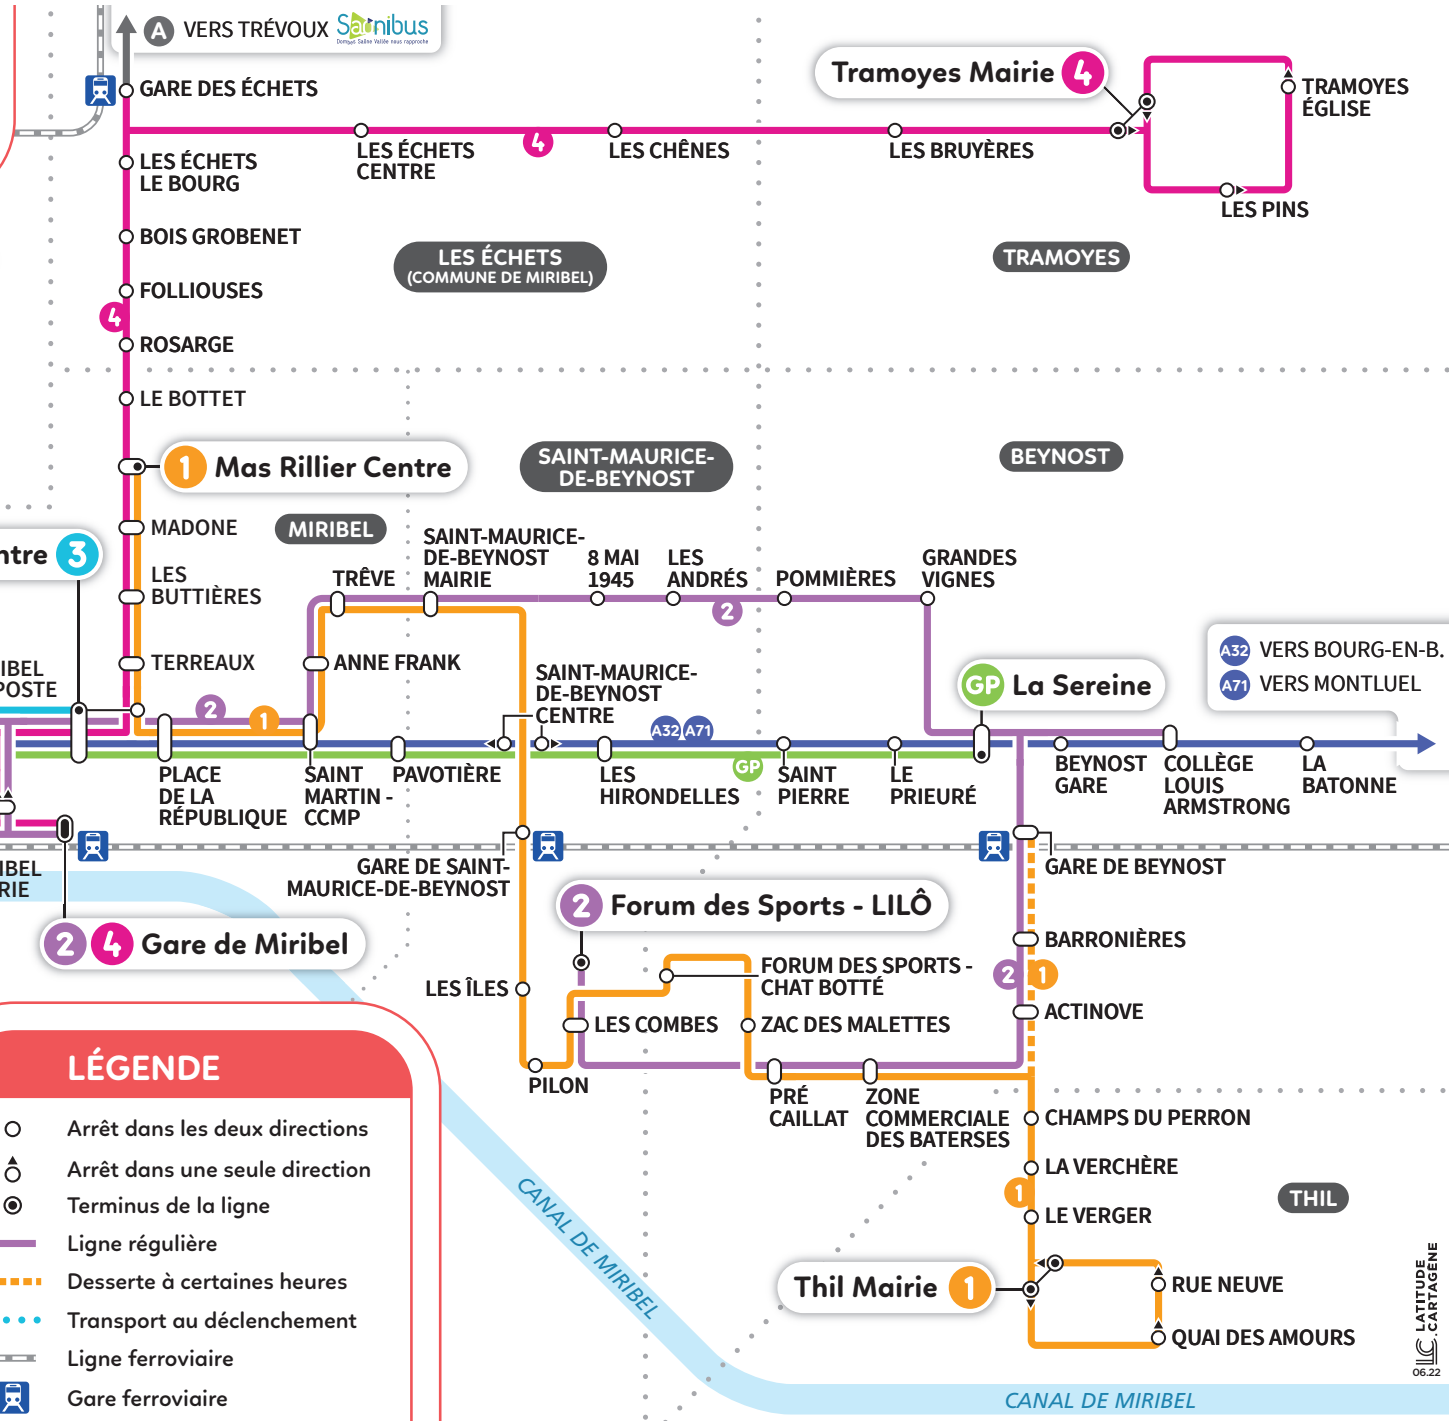 A VERS TRÉVOUX Saônibus
Dombes Saône Vallée nous rapproche
GARE DES ÉCHETS
Tramoyes Mairie 4
TRAMOYES
ÉGLISE
LES ÉCHETS
CENTRE
4
LES CHÊNES
LES BRUYÈRES
LES ÉCHETS
LE BOURG
LES PINS
BOIS GROBENET
LES ÉCHETS
(COMMUNE DE MIRIBEL)
TRAMOYES
FOLLIOUSES
4
ROSARGE
LE BOTTET
1 Mas Rillier Centre
SAINT-MAURICE-
DE-BEYNOST
BEYNOST
MADONE
MIRIBEL
ntre 3
LES
BUTTIÈRES
TRÊVE
SAINT-MAURICE-
DE-BEYNOST
MAIRIE
8 MAI
1945
LES
ANDRÉS
POMMIÈRES
GRANDES
VIGNES
2
TERREAUX
ANNE FRANK
IBEL
POSTE
SAINT-MAURICE-
DE-BEYNOST
CENTRE
GP La Sereine
A32 VERS BOURG-EN-B.
A71 VERS MONTLUEL
2
1
A32 A71
GP
PLACE
DE LA
RÉPUBLIQUE
SAINT
MARTIN -
CCMP
PAVOTIÈRE
LES
HIRONDELLES
SAINT
PIERRE
LE
PRIEURÉ
BEYNOST
GARE
COLLÈGE
LOUIS
ARMSTRONG
LA
BATONNE
IBEL
RIE
GARE DE SAINT-
MAURICE-DE-BEYNOST
GARE DE BEYNOST
2 4 Gare de Miribel
2 Forum des Sports - LILÔ
BARRONIÈRES
2 1
LES ÎLES
FORUM DES SPORTS -
CHAT BOTTÉ
ACTINOVE
LES COMBES
ZAC DES MALETTES
PILON
PRÉ
CAILLAT
ZONE
COMMERCIALE
DES BATERSES
CHAMPS DU PERRON
LA VERCHÈRE
1
LE VERGER
THIL
Thil Mairie 1
RUE NEUVE
QUAI DES AMOURS
LÉGENDE
Arrêt dans les deux directions
Arrêt dans une seule direction
Terminus de la ligne
Ligne régulière
Desserte à certaines heures
Transport au déclenchement
Ligne ferroviaire
Gare ferroviaire
CANAL DE MIRIBEL
CANAL DE MIRIBEL
LC LATITUDE
.CARTAGÈNE
06.22